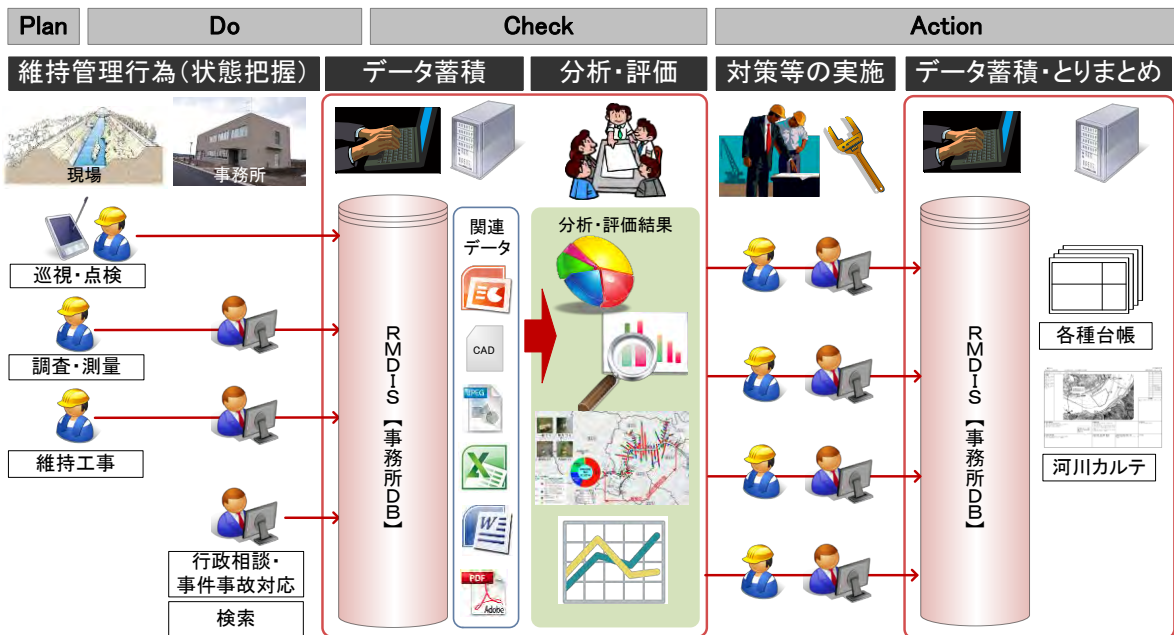 Plan
Do
Check
Action
維持管理行為(状態把握)
データ蓄積
分析・評価
対策等の実施
データ蓄積・とりまとめ
現場
事務所
巡視・点検
調査・測量
維持工事
行政相談・
事件事故対応
検索
RMDIS【事務所DB】
関連
データ
CAD
JPEG
PDF
Adobe
分析・評価結果
RMDIS【事務所DB】
各種台帳
河川カルテ